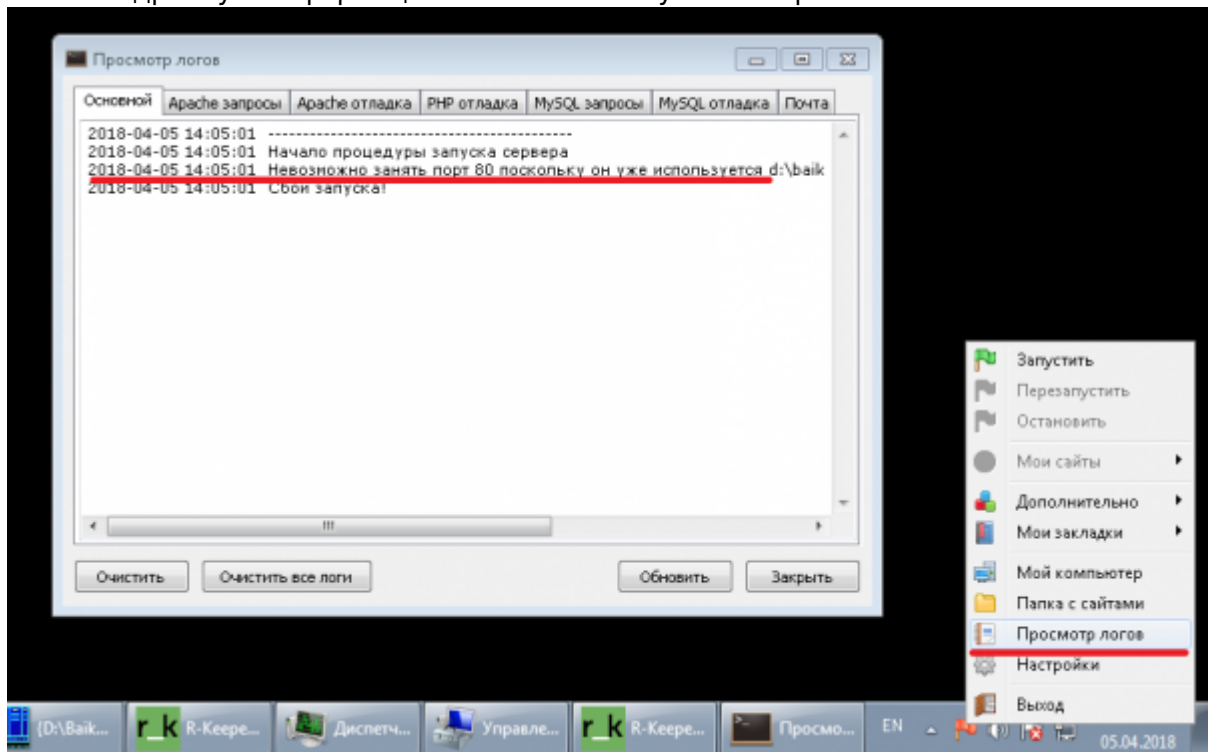 Просмотр логов
Основной Apache запросы Apache отладка PHP отладка MySQL запросы MySQL отладка Почта
2018-04-05 14:05:01 --------------------------------------------
2018-04-05 14:05:01 Начало процедуры запуска сервера
2018-04-05 14:05:01 Невозможно занять порт 80 поскольку он уже используется d:\baik
2018-04-05 14:05:01 Сбой запуска!
Очистить Очистить все логи Обновить Закрыть
Запустить
Перезапустить
Остановить
Мои сайты
Дополнительно
Мои закладки
Мой компьютер
Папка с сайтами
Просмотр логов
Настройки
Выход
(D:\Baik... r_k R-Keepe... Диспетч... Управле... r_k R-Keepe... Просмо... EN
05.04.2018